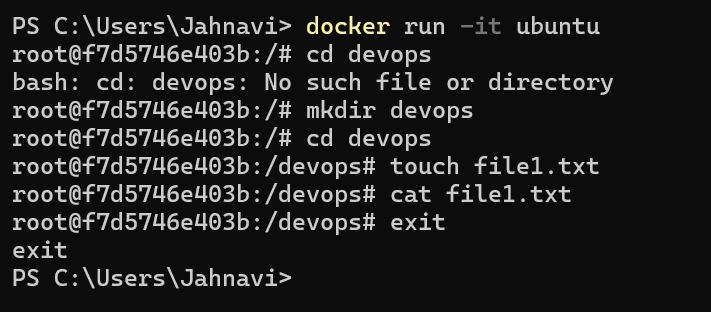 PS C:\Users\Jahnavi> docker run -it ubuntu
root@f7d5746e403b:/# cd devops
bash: cd: devops: No such file or directory
root@f7d5746e403b:/# mkdir devops
root@f7d5746e403b:/# cd devops
root@f7d5746e403b:/devops# touch file1.txt
root@f7d5746e403b:/devops# cat file1.txt
root@f7d5746e403b:/devops# exit
exit
PS C:\Users\Jahnavi>